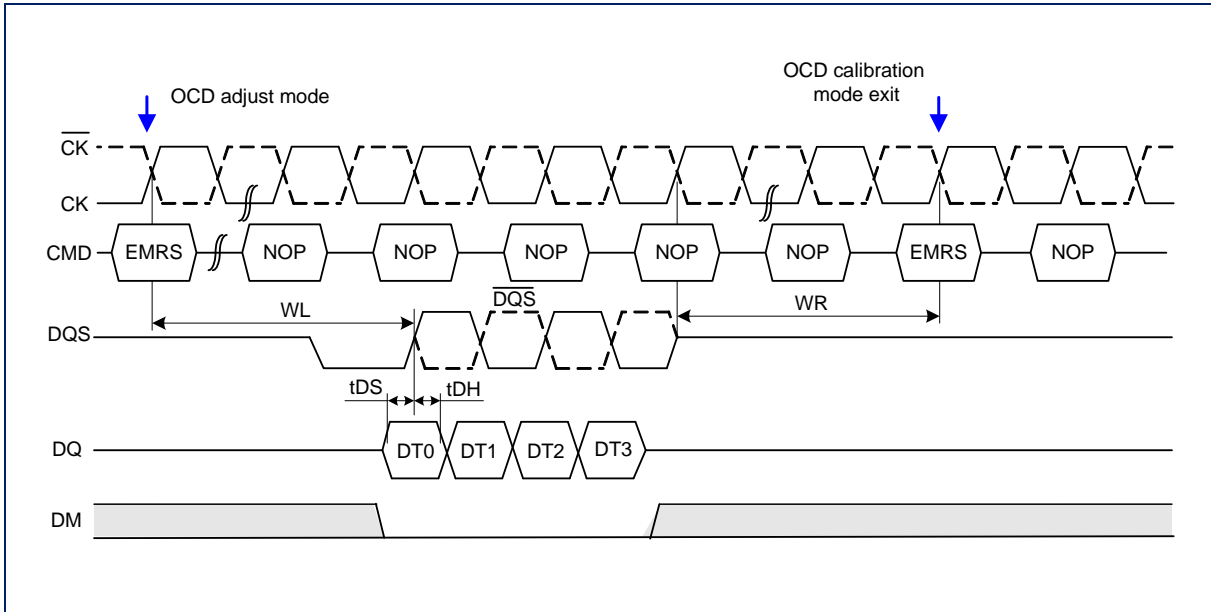 OCD adjust mode
OCD calibration
mode exit
CK
CK
CMD EMRS NOP NOP NOP NOP NOP EMRS NOP
WL DQS WR
DQS
tDS tDH
DQ DT0 DT1 DT2 DT3
DM